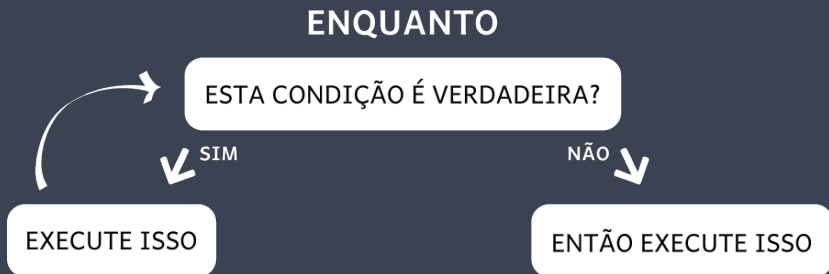 ENQUANTO
ESTA CONDIÇÃO É VERDADEIRA?
SIM
NÃO
EXECUTE ISSO
ENTÃO EXECUTE ISSO